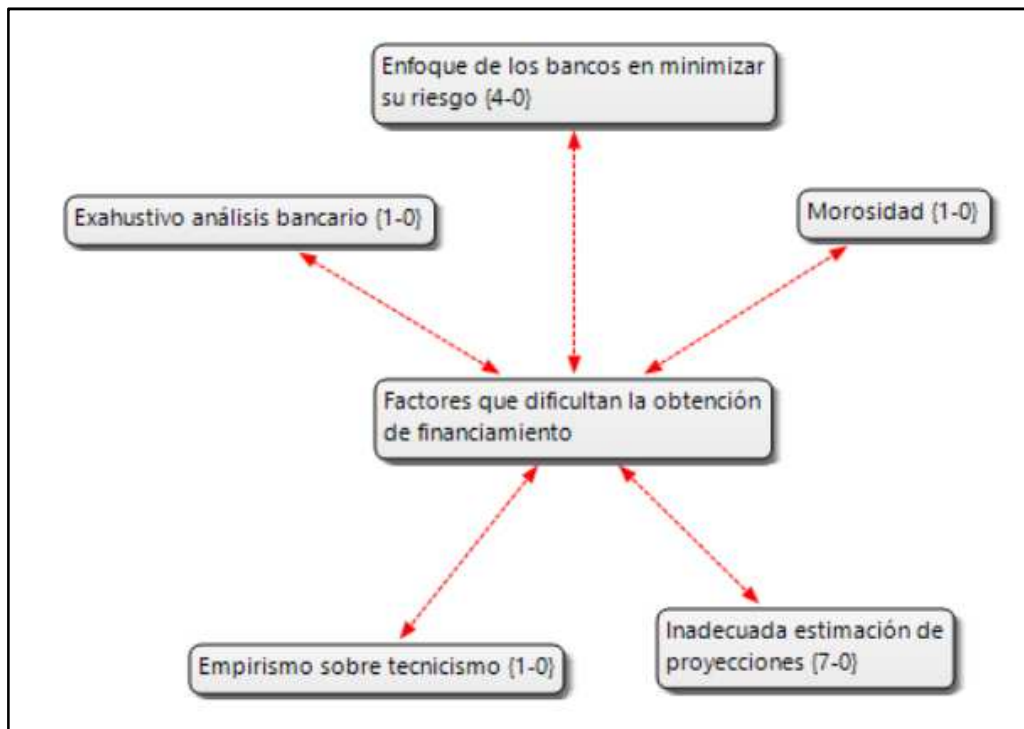 Enfoque de los bancos en minimizar
su riesgo {4-0}
Exahustivo análisis bancario {1-0}
Morosidad {1-0}
Factores que dificultan la obtención
de financiamiento
Empirismo sobre tecnicismo {1-0}
Inadecuada estimación de
proyecciones {7-0}